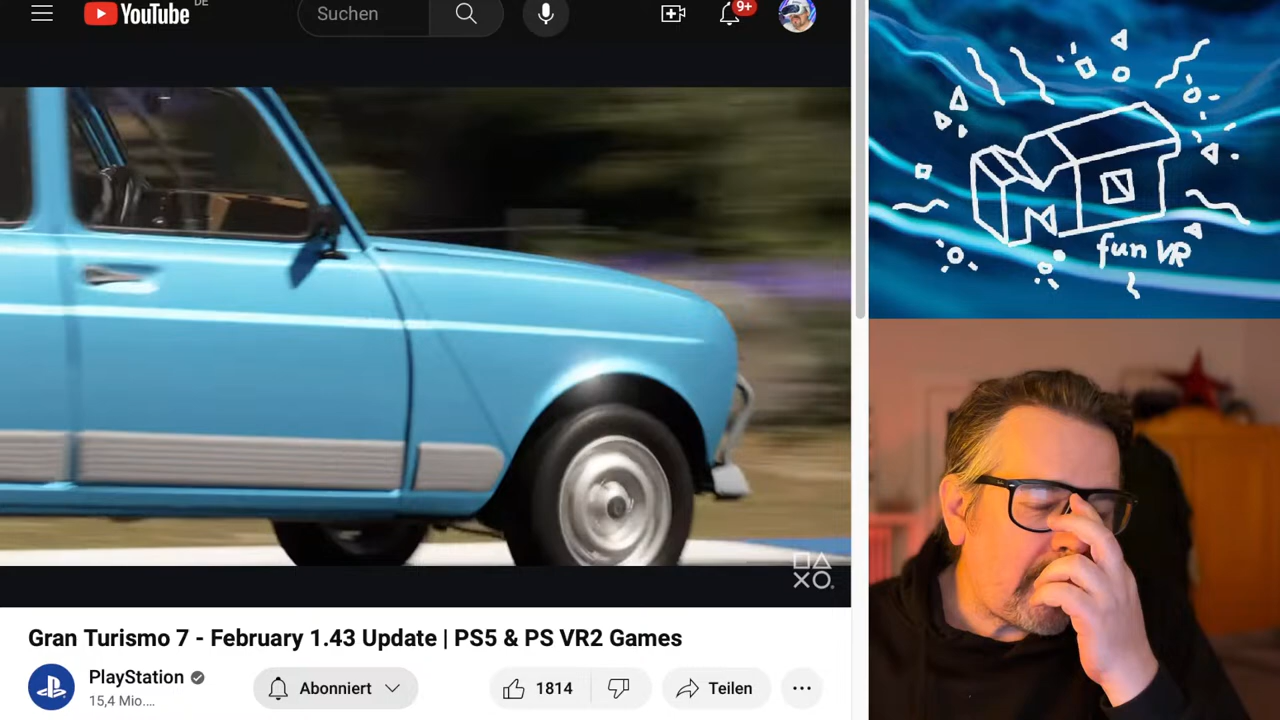 DE
YouTube
Suchen
9+
fun VR
Gran Turismo 7 - February 1.43 Update | PS5 & PS VR2 Games
PlayStation
15,4 Mio....
Abonniert
1814
Teilen